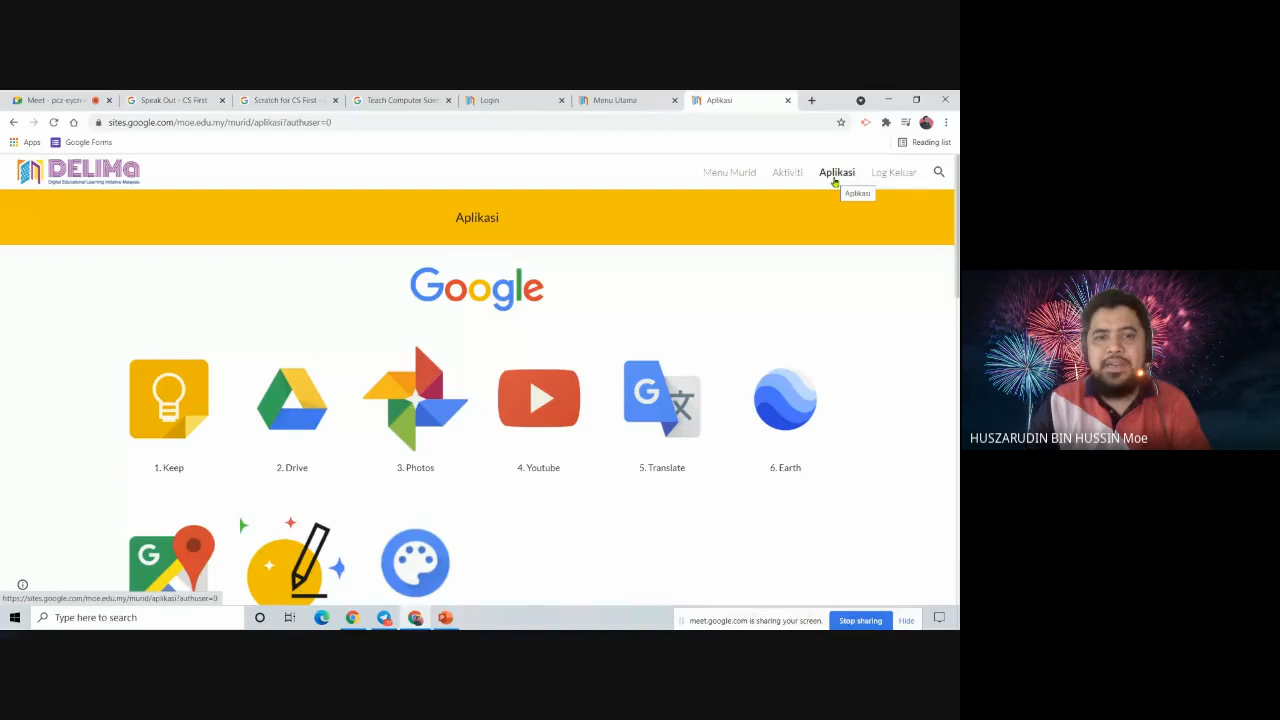 Meet - pcz-eycn-
Speak Out - CS First
Scratch for CS First -
Teach Computer Scien
Login
Menu Utama
Aplikasi
sites.google.com/moe.edu.my/murid/aplikasi?authuser=0
Apps
Google Forms
Reading list
DELIMa
Digital Educational Learning Initiative Malaysia
Menu Murid
Aktiviti
Aplikasi
Log Keluar
Aplikasi
Aplikasi
Google
1. Keep
2. Drive
3. Photos
4. Youtube
5. Translate
6. Earth
https://sites.google.com/moe.edu.my/murid/aplikasi?authuser=0
Type here to search
meet.google.com is sharing your screen.
Stop sharing
Hide
HUSZARUDIN BIN HUSSIN Moe